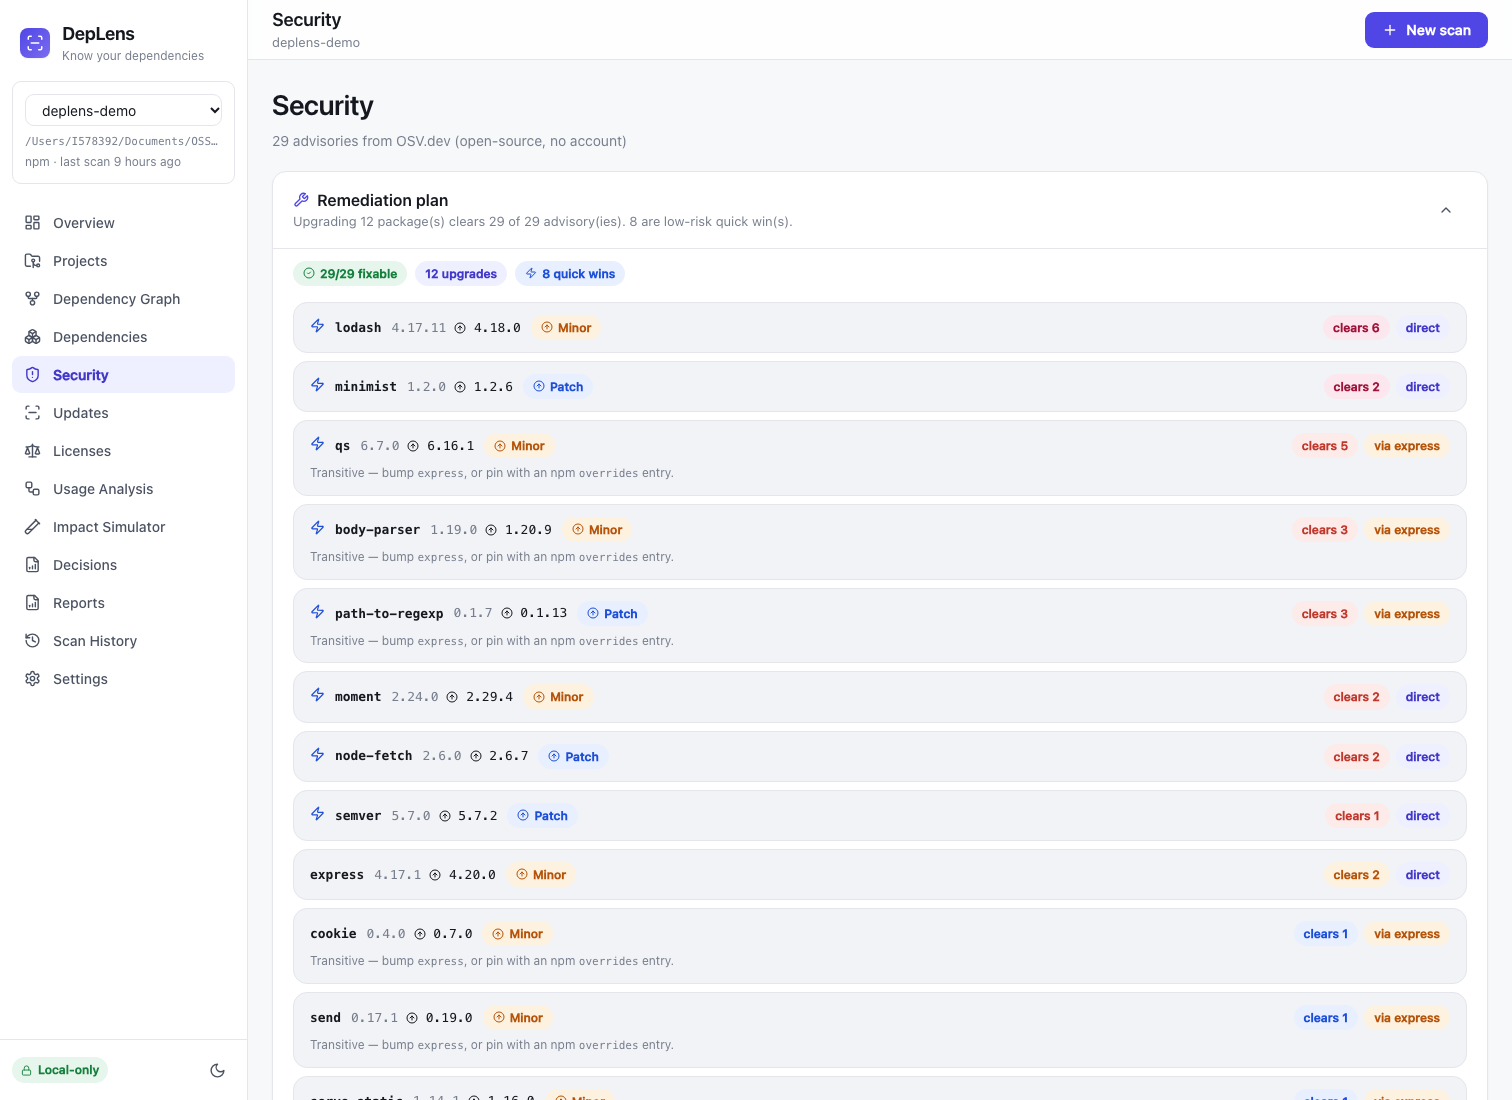 DepLens
Know your dependencies
deplens-demo
/Users/I578392/Documents/OSS…
npm · last scan 9 hours ago
Overview
Projects
Dependency Graph
Dependencies
Security
Updates
Licenses
Usage Analysis
Impact Simulator
Decisions
Reports
Scan History
Settings
Local-only
Security
deplens-demo
New scan
Security
29 advisories from OSV.dev (open-source, no account)
Remediation plan
Upgrading 12 package(s) clears 29 of 29 advisory(ies). 8 are low-risk quick win(s).
29/29 fixable 12 upgrades 8 quick wins
lodash 4.17.11 4.18.0 Minor clears 6 direct
minimist 1.2.0 1.2.6 Patch clears 2 direct
qs 6.7.0 6.16.1 Minor clears 5 via express
Transitive — bump express, or pin with an npm overrides entry.
body-parser 1.19.0 1.20.9 Minor clears 3 via express
Transitive — bump express, or pin with an npm overrides entry.
path-to-regexp 0.1.7 0.1.13 Patch clears 3 via express
Transitive — bump express, or pin with an npm overrides entry.
moment 2.24.0 2.29.4 Minor clears 2 direct
node-fetch 2.6.0 2.6.7 Patch clears 2 direct
semver 5.7.0 5.7.2 Patch clears 1 direct
express 4.17.1 4.20.0 Minor clears 2 direct
cookie 0.4.0 0.7.0 Minor clears 1 via express
Transitive — bump express, or pin with an npm overrides entry.
send 0.17.1 0.19.0 Minor clears 1 via express
Transitive — bump express, or pin with an npm overrides entry.
serve-static 1.14.1 1.16.0 Minor clears 1 via express